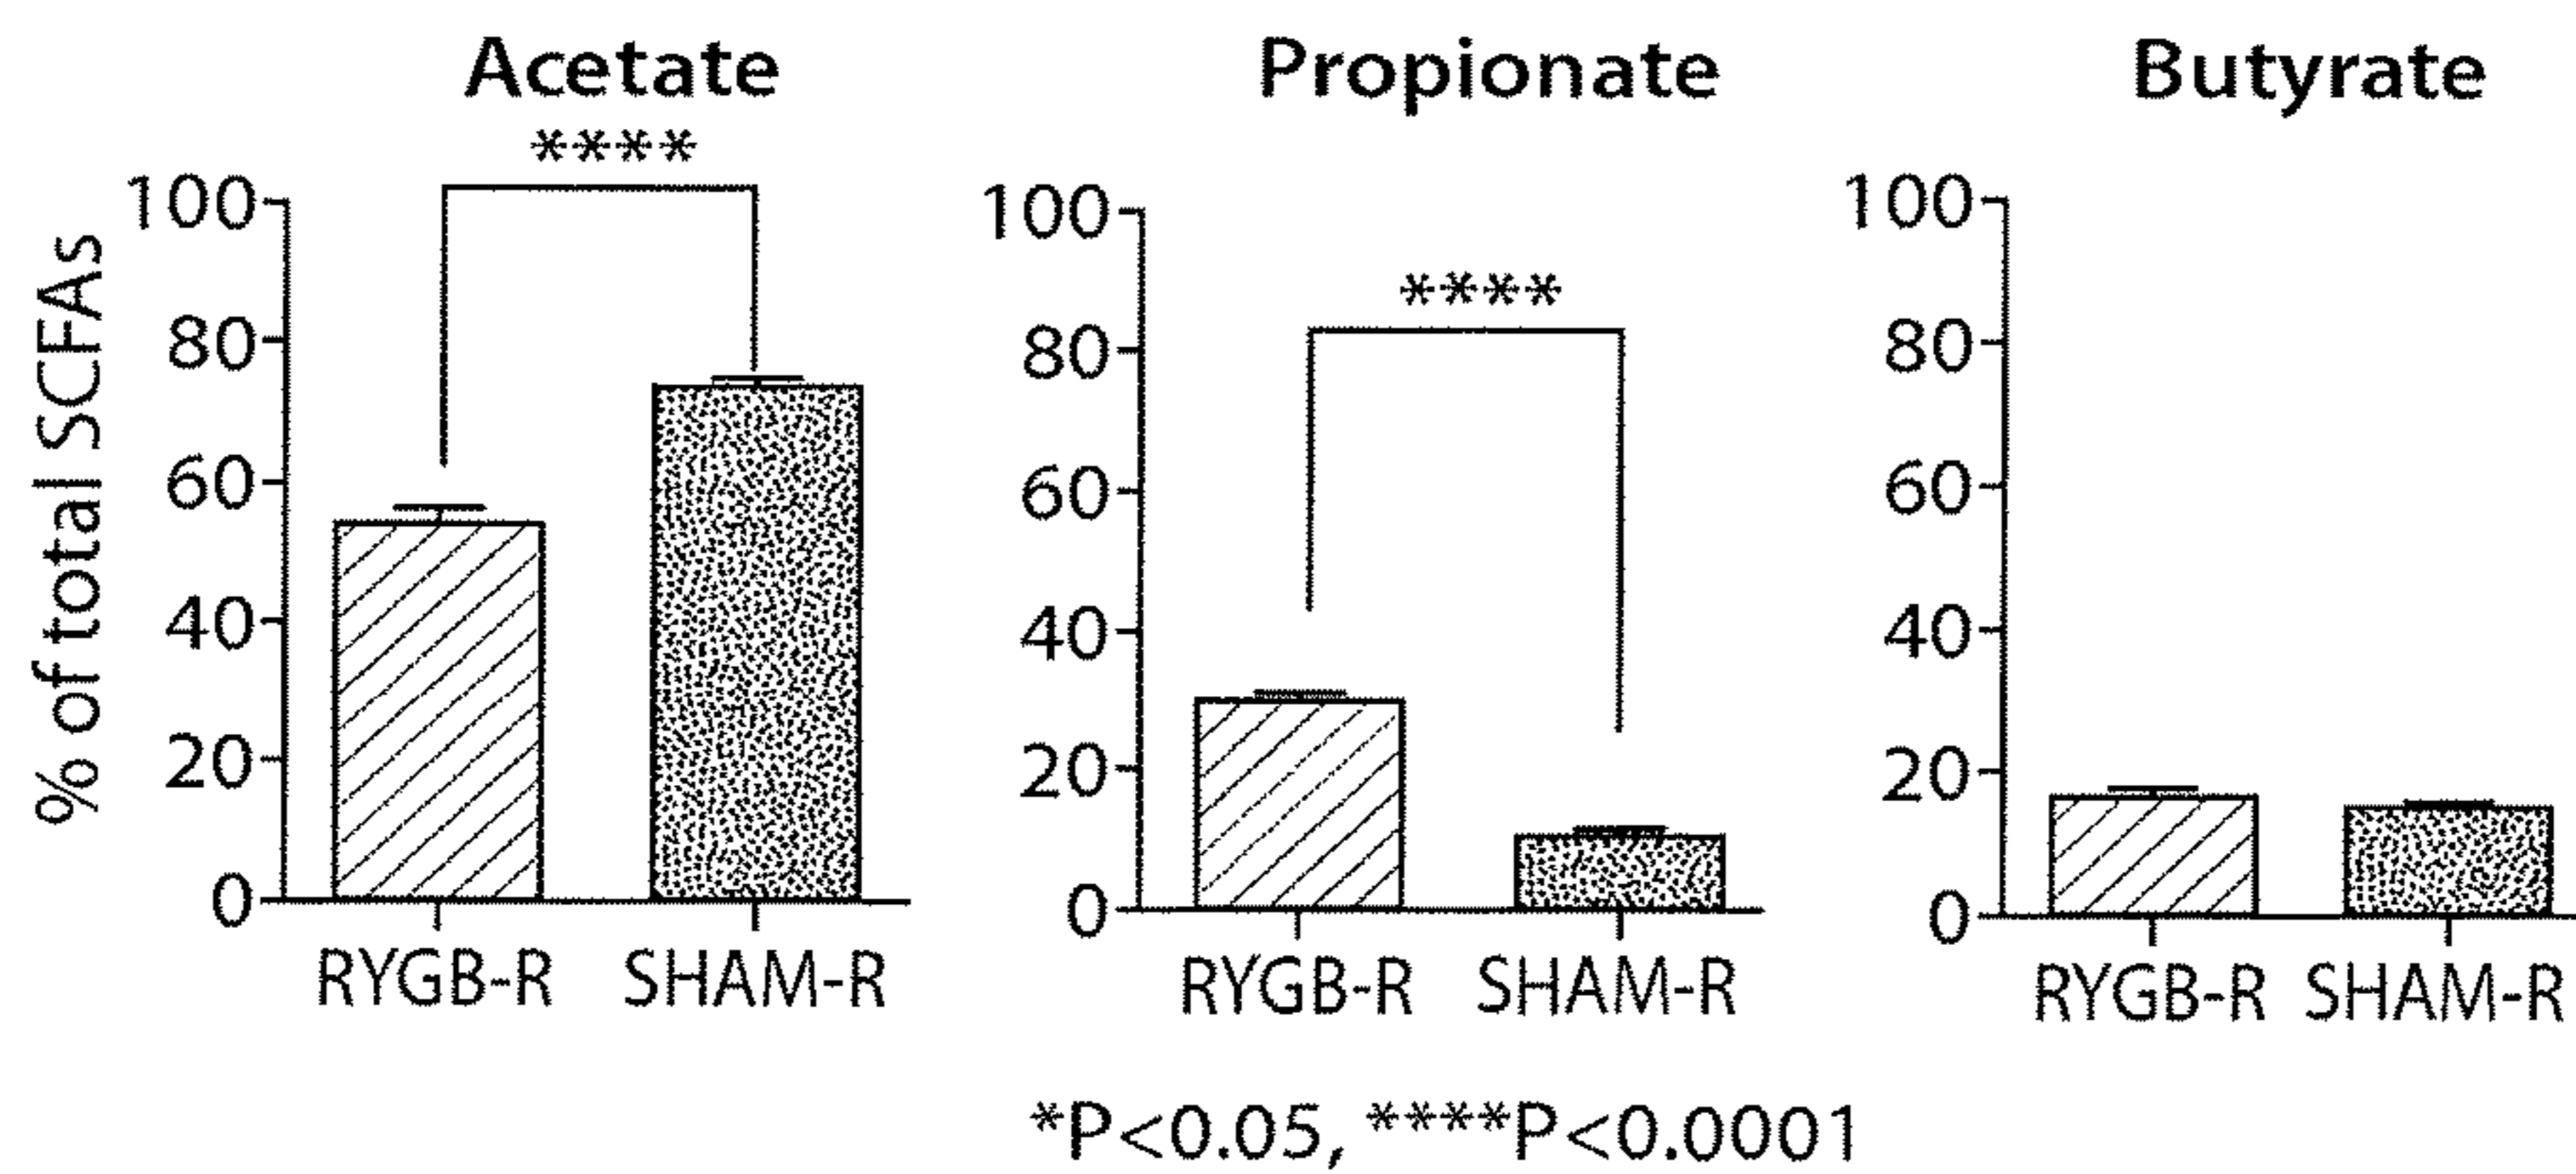 Acetate
****
% of total SCFAs
100
80
60
40
20
0
RYGB-R SHAM-R
Propionate
****
100
80
60
40
20
0
RYGB-R SHAM-R
Butyrate
100
80
60
40
20
0
RYGB-R SHAM-R
*P<0.05, ****P<0.0001